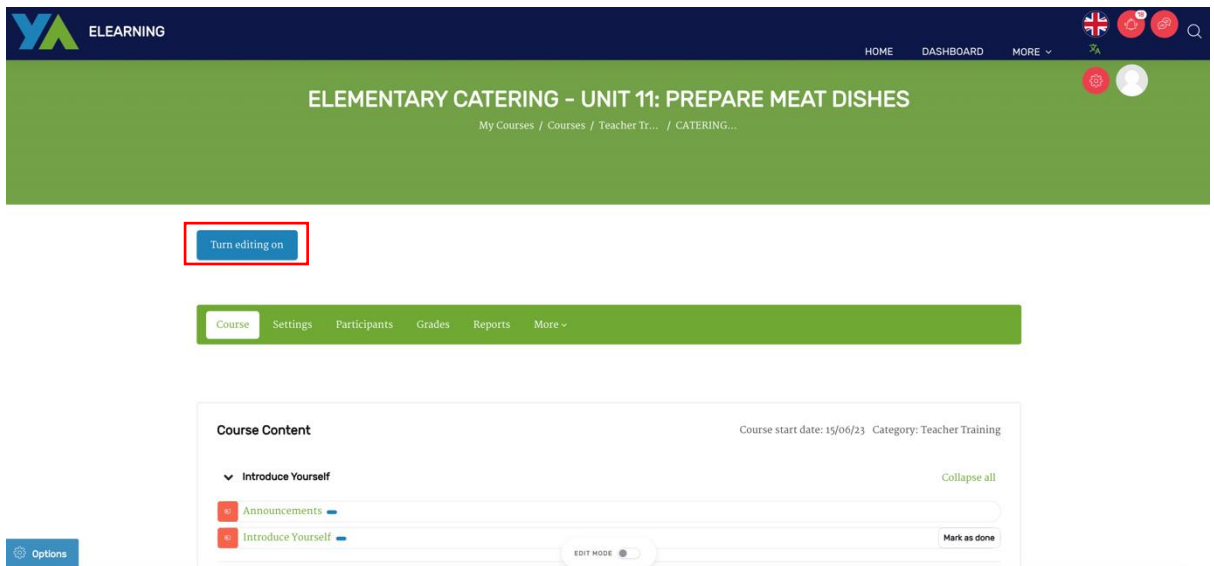 YA ELEARNING
18
HOME DASHBOARD MORE
ELEMENTARY CATERING - UNIT 11: PREPARE MEAT DISHES
My Courses / Courses / Teacher Tr... / CATERING...
Turn editing on
Course Settings Participants Grades Reports More
Course Content
Course start date: 15/06/23 Category: Teacher Training
Introduce Yourself
Collapse all
Announcements
Introduce Yourself
Mark as done
Options
EDIT MODE